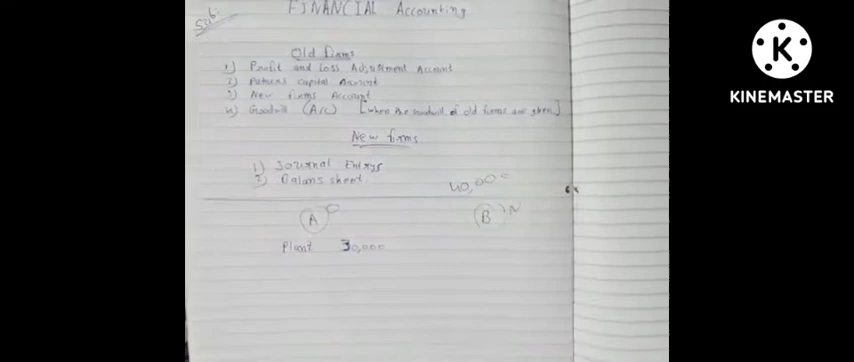 Sub:
FINANCIAL Accounting
Old Firms
1) Profit and Loss Adjustment Account
2) Patners Capital Account
3) New firms Account
4) Goodwill (A/C) [when the goodwill of old firms are given]
New firms
1) Journal Entrys
2) Balans sheet
40,000
A O
B N
Plant 30,000
K
KINEMASTER